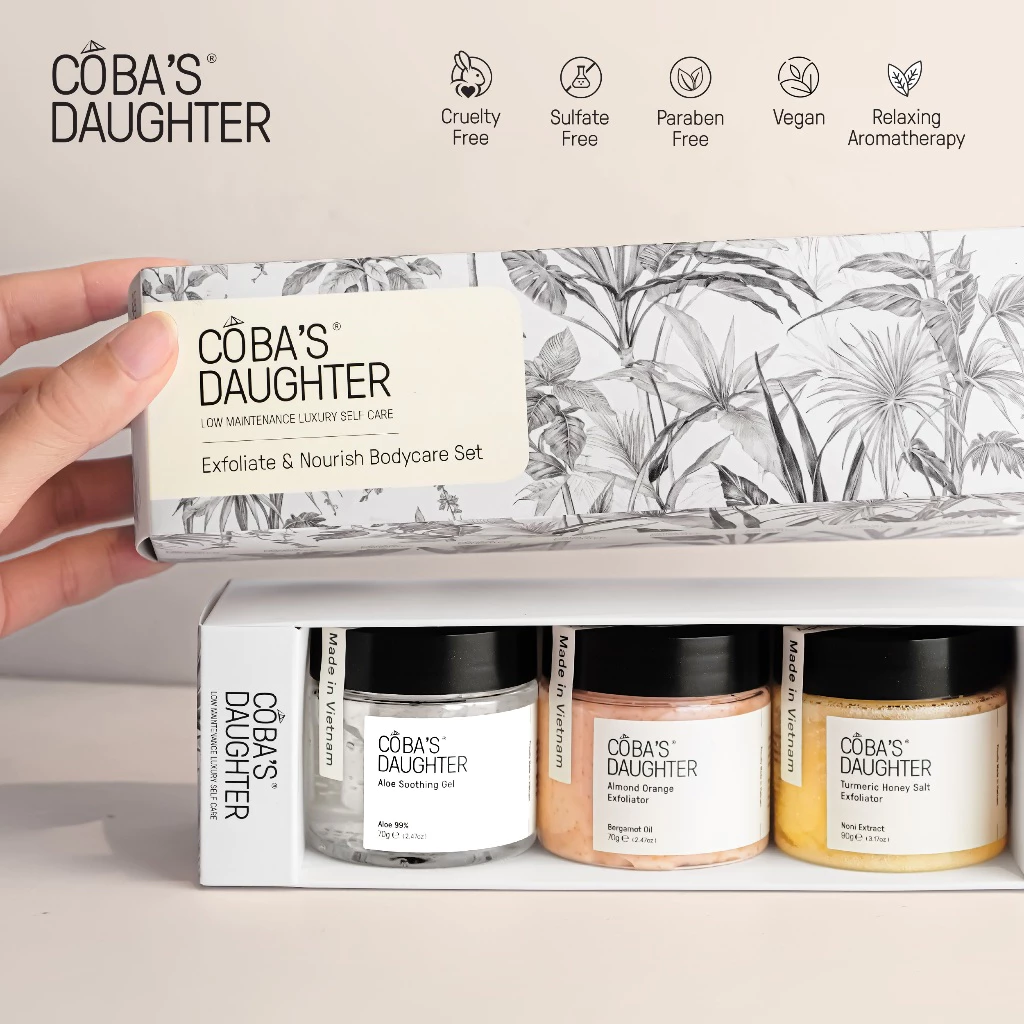 CÔBA'S®
DAUGHTER
Cruelty
Free
Sulfate
Free
Paraben
Free
Vegan
Relaxing
Aromatherapy
CÔBA'S®
DAUGHTER
LOW MAINTENANCE LUXURY SELF CARE
Exfoliate & Nourish Bodycare Set
CÔBA'S®
DAUGHTER
LOW MAINTENANCE LUXURY SELF CARE
Made in Vietnam
CÔBA'S®
DAUGHTER
Aloe Soothing Gel
Aloe 99%
70g ℮ (2.47oz)
Made in Vietnam
CÔBA'S®
DAUGHTER
Almond Orange
Exfoliator
Bergamot Oil
70g ℮ (2.47oz)
Made in Vietnam
CÔBA'S®
DAUGHTER
Turmeric Honey Salt
Exfoliator
Noni Extract
90g ℮ (3.17oz)